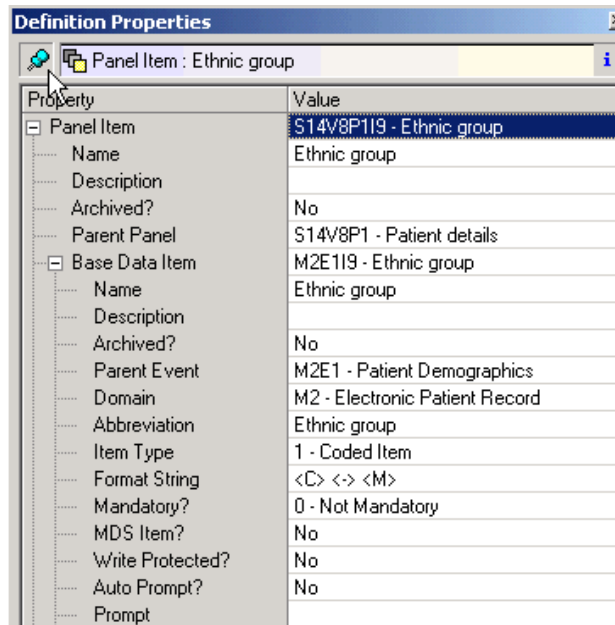 Definition Properties
Panel Item : Ethnic group i
Property Value
Panel Item S14V8P1I9 - Ethnic group
Name Ethnic group
Description
Archived? No
Parent Panel S14V8P1 - Patient details
Base Data Item M2E1I9 - Ethnic group
Name Ethnic group
Description
Archived? No
Parent Event M2E1 - Patient Demographics
Domain M2 - Electronic Patient Record
Abbreviation Ethnic group
Item Type 1 - Coded Item
Format String <C> <-> <M>
Mandatory? 0 - Not Mandatory
MDS Item? No
Write Protected? No
Auto Prompt? No
Prompt